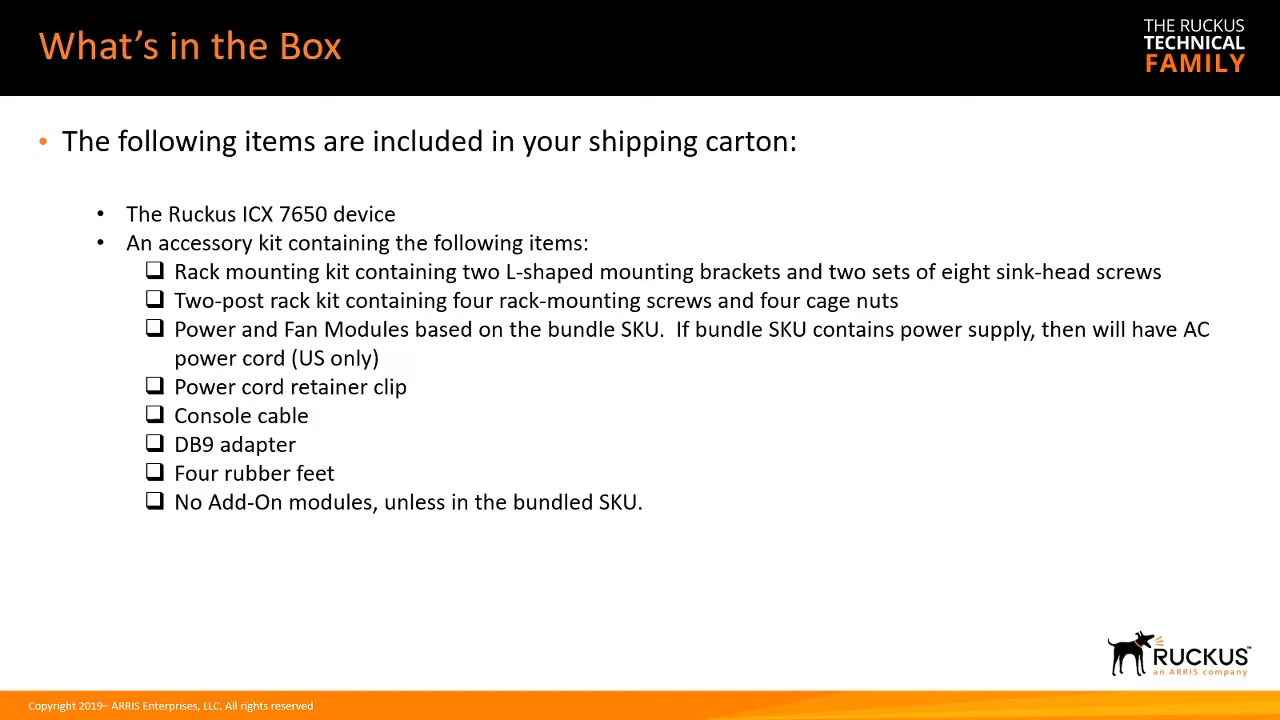 What's in the Box
THE RUCKUS
TECHNICAL
FAMILY
• The following items are included in your shipping carton:
• The Ruckus ICX 7650 device
• An accessory kit containing the following items:
❑ Rack mounting kit containing two L-shaped mounting brackets and two sets of eight sink-head screws
❑ Two-post rack kit containing four rack-mounting screws and four cage nuts
❑ Power and Fan Modules based on the bundle SKU.  If bundle SKU contains power supply, then will have AC
power cord (US only)
❑ Power cord retainer clip
❑ Console cable
❑ DB9 adapter
❑ Four rubber feet
❑ No Add-On modules, unless in the bundled SKU.
RUCKUS™
an ARRIS company
Copyright 2019– ARRIS Enterprises, LLC. All rights reserved